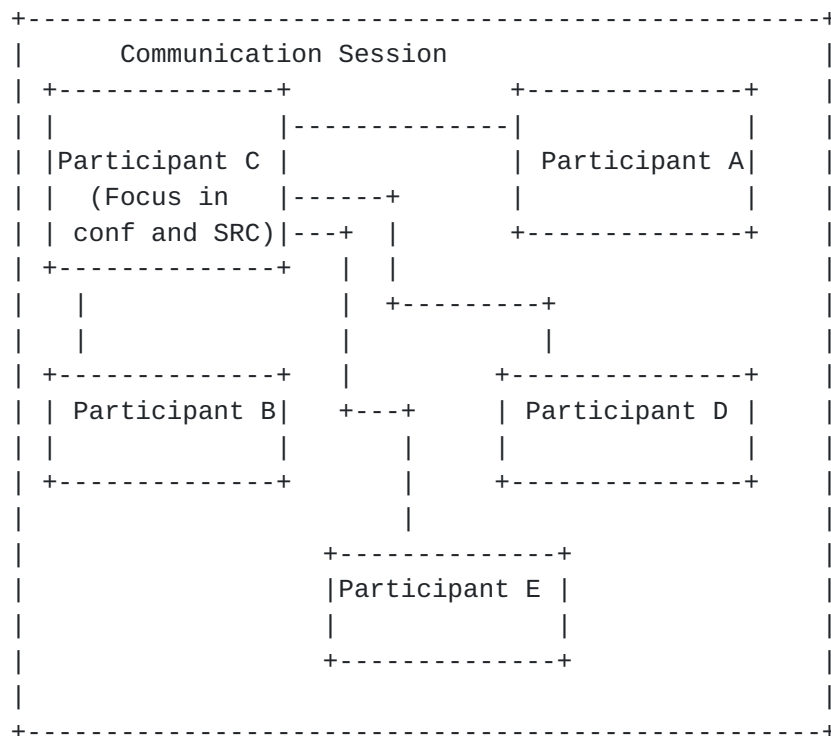 Communication Session
Participant C
Participant A
(Focus in
conf and SRC)
Participant B
Participant D
Participant E